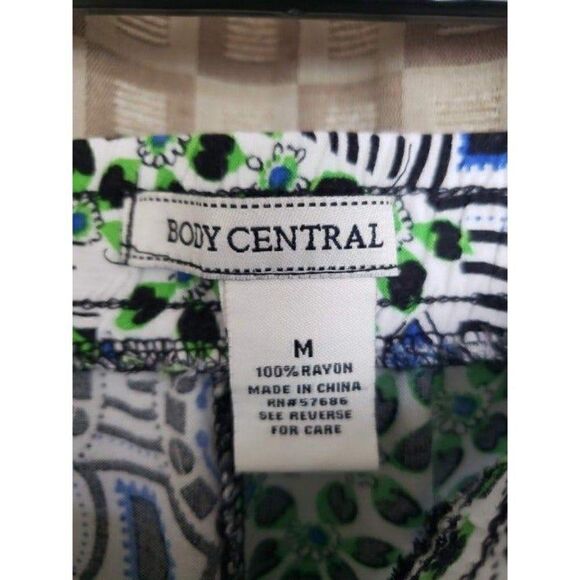 BODY CENTRAL
M
100% RAYON
MADE IN CHINA
RN#57686
SEE REVERSE
FOR CARE